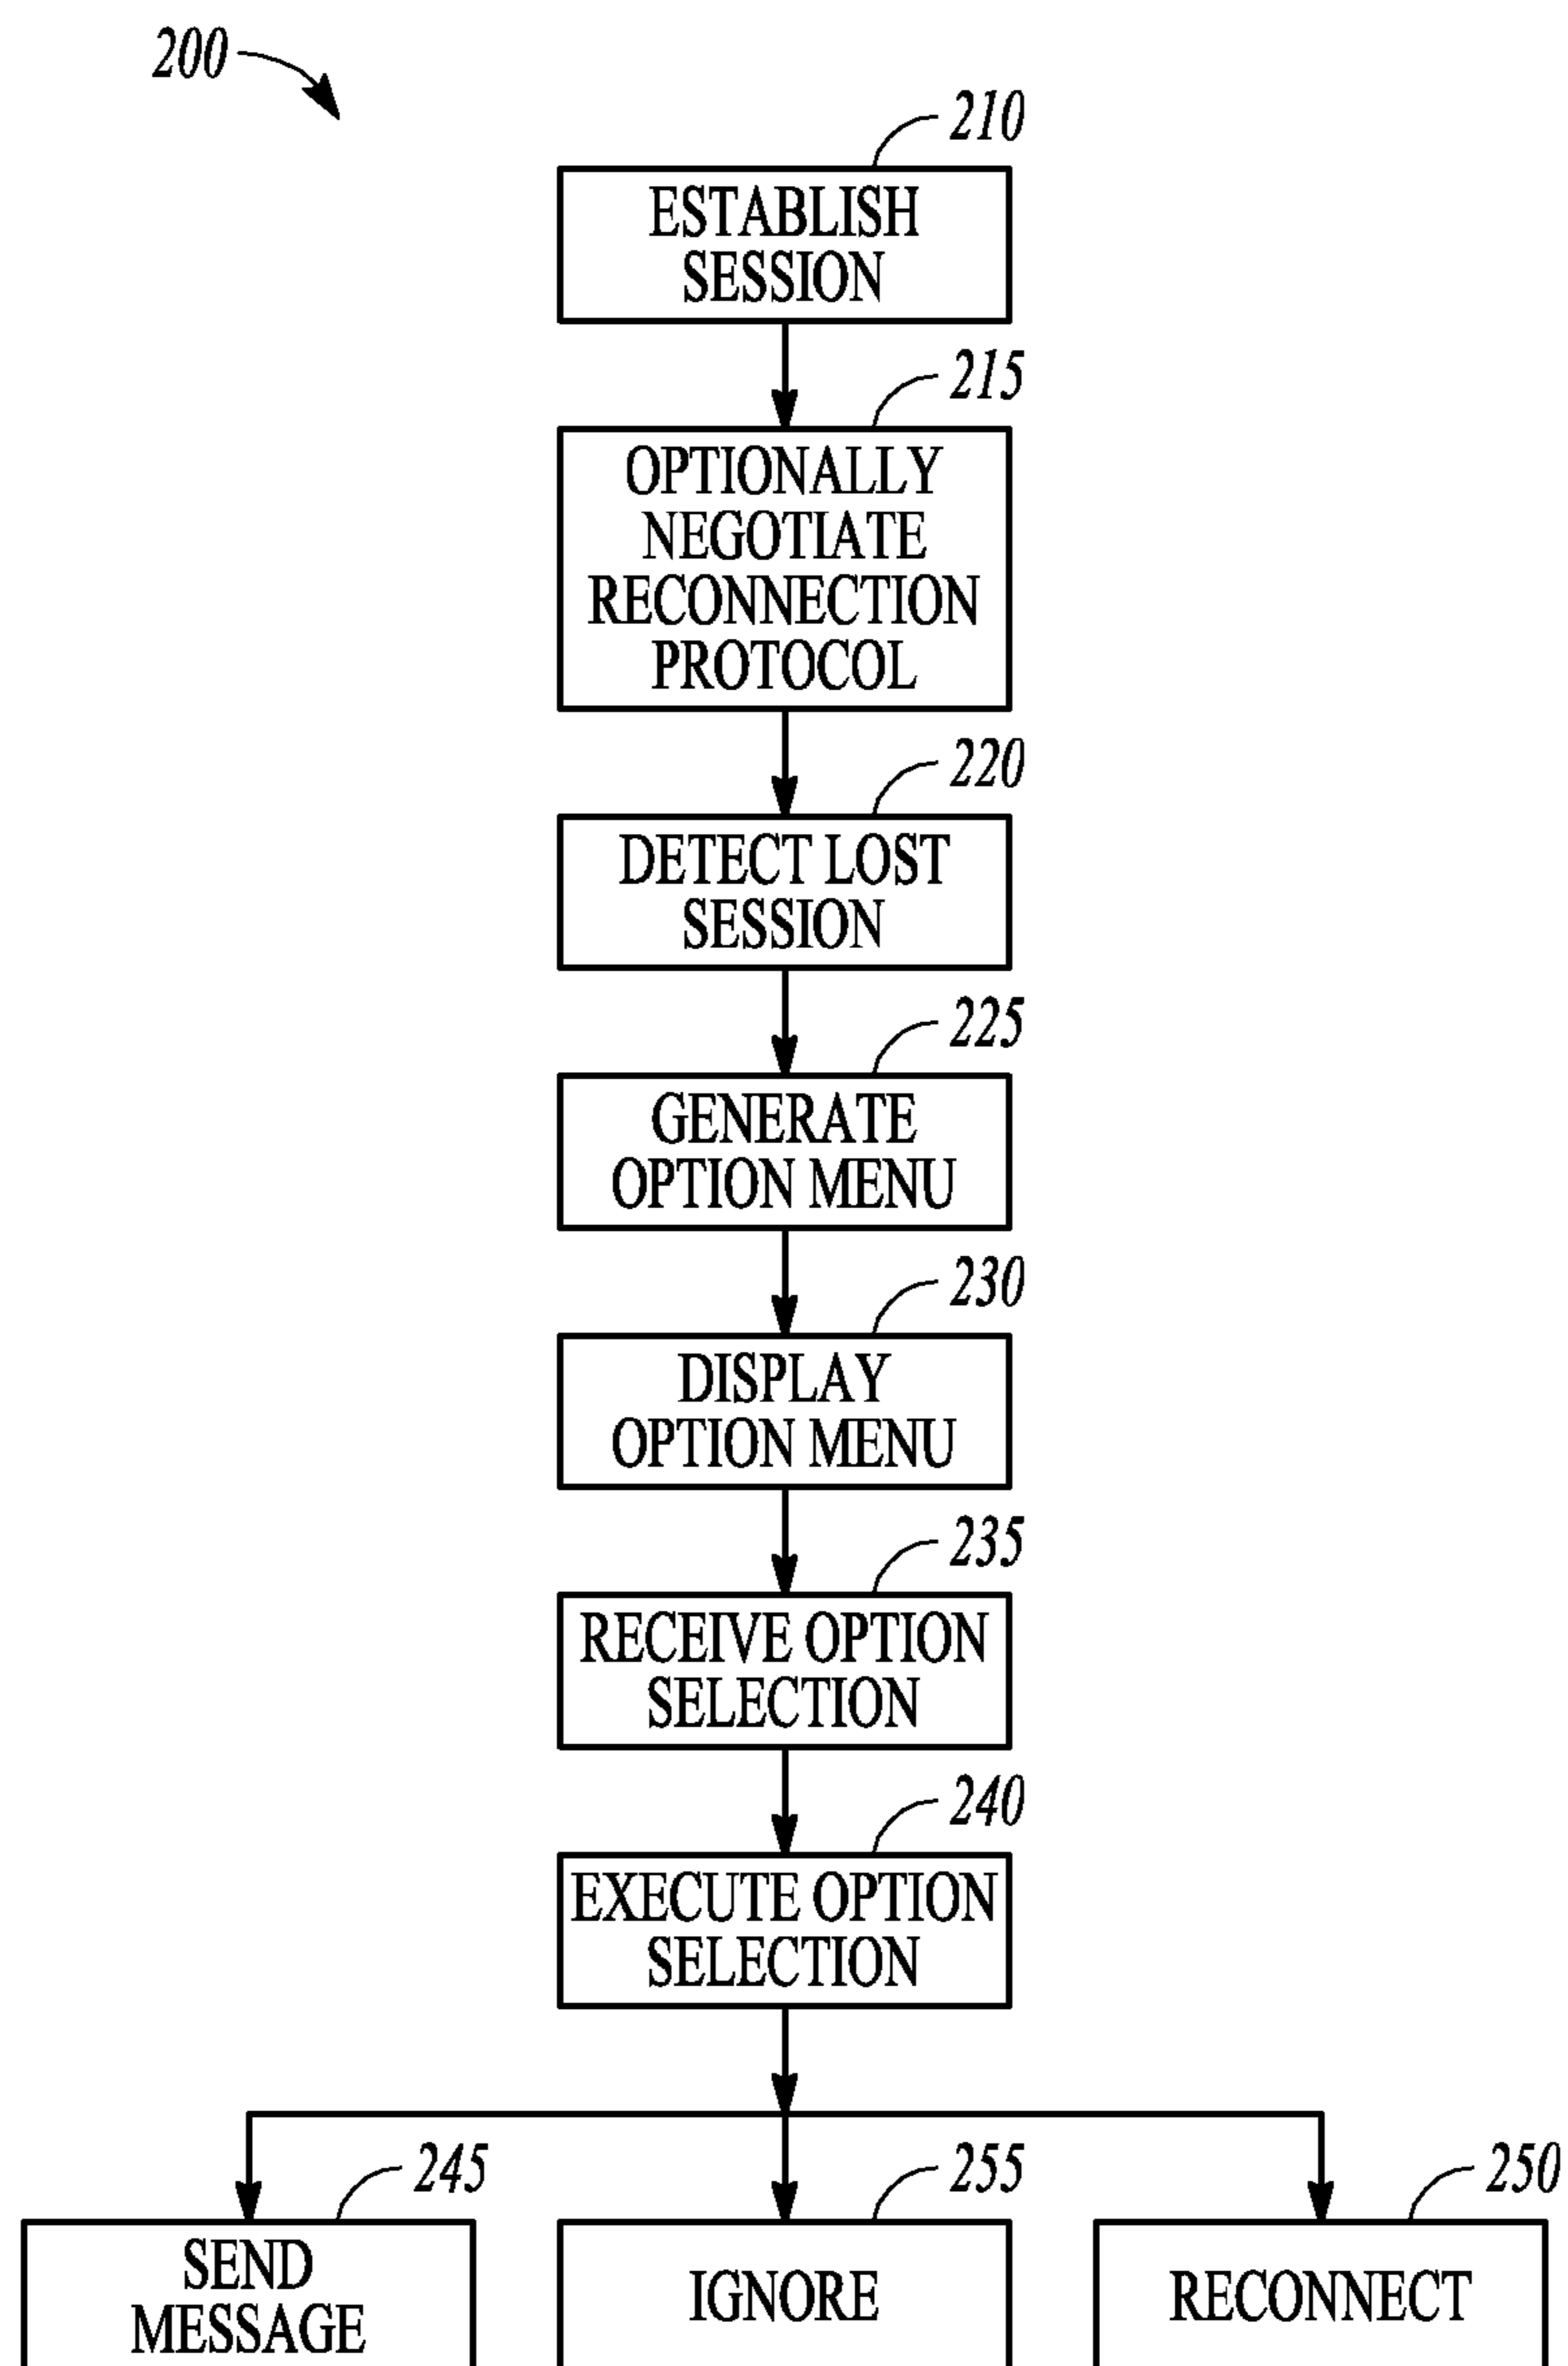 200
210
ESTABLISH
SESSION
215
OPTIONALLY
NEGOTIATE
RECONNECTION
PROTOCOL
220
DETECT LOST
SESSION
225
GENERATE
OPTION MENU
230
DISPLAY
OPTION MENU
235
RECEIVE OPTION
SELECTION
240
EXECUTE OPTION
SELECTION
245
SEND
MESSAGE
255
IGNORE
250
RECONNECT